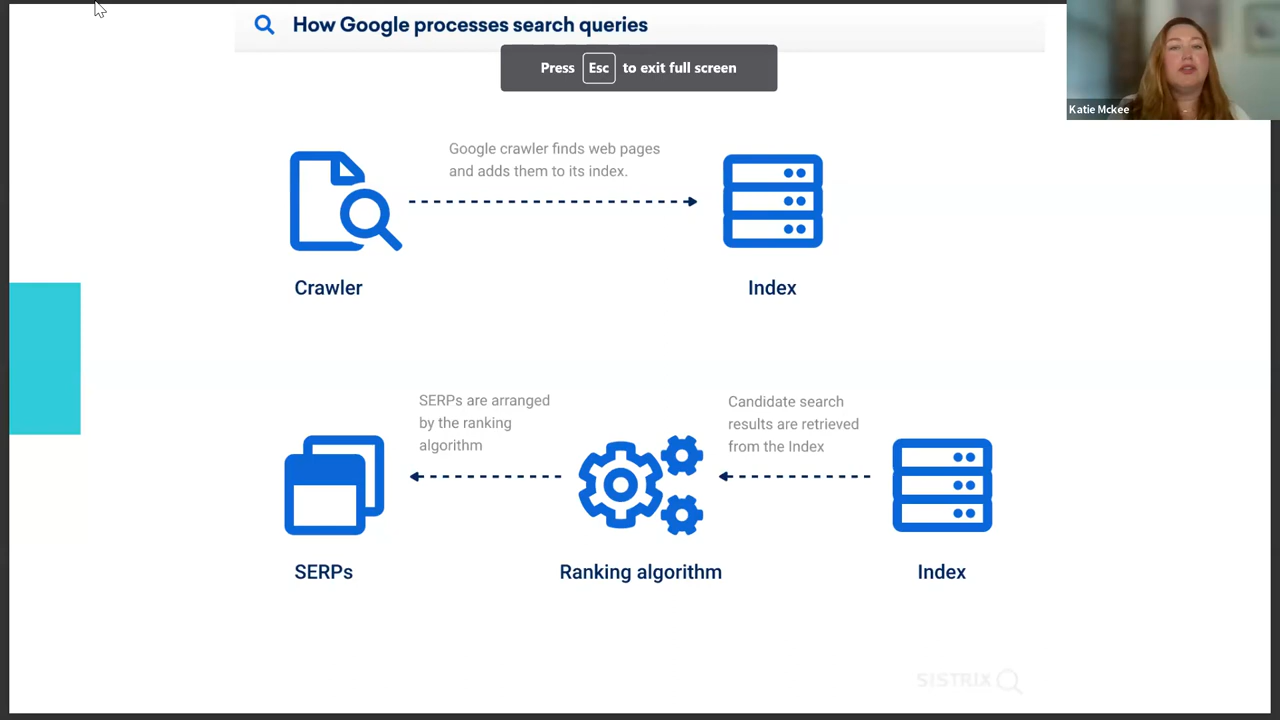 How Google processes search queries
Press Esc to exit full screen
Katie Mckee
Google crawler finds web pages
and adds them to its index.
Crawler
Index
SERPs are arranged
by the ranking
algorithm
Candidate search
results are retrieved
from the Index
SERPs
Ranking algorithm
Index
SISTRIX